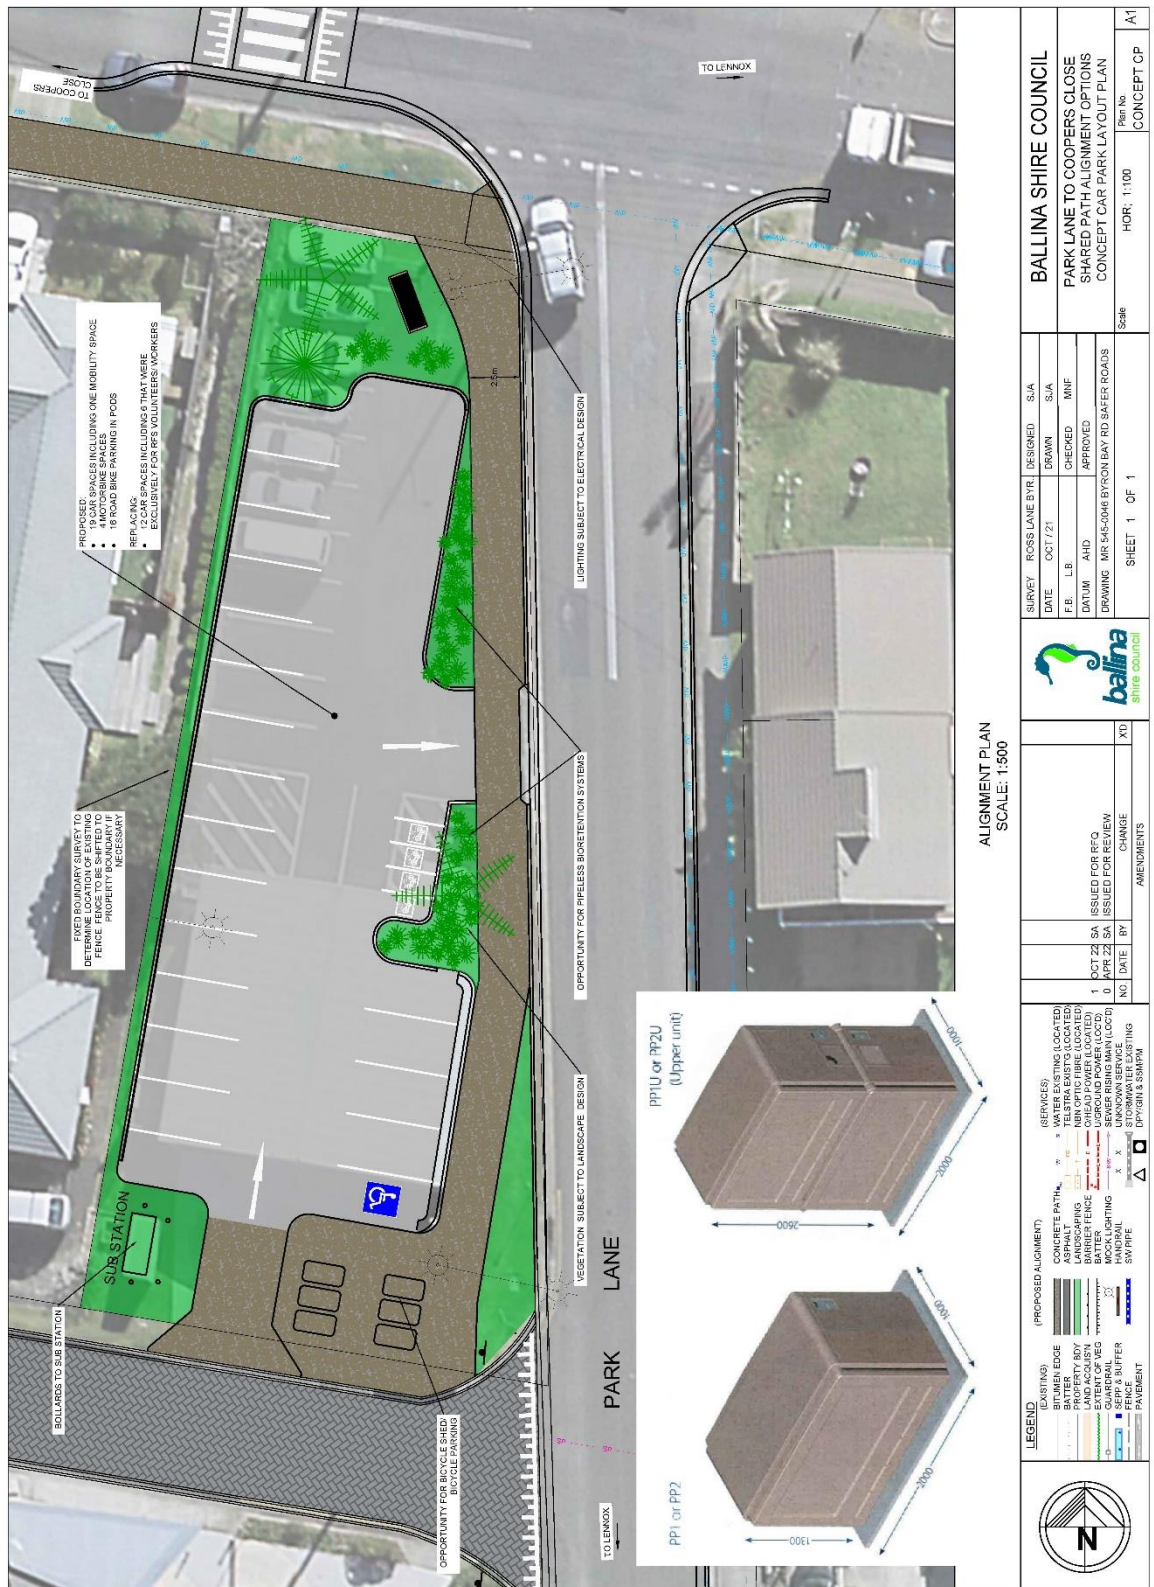 PROPOSED:
• 19 CAR SPACES INCLUDING ONE MOBILITY SPACE
• 4 MOTORBIKE SPACES
• 16 ROAD BIKE PARKING IN PODS
REPLACING:
• 12 CAR SPACES INCLUDING 6 THAT WERE
EXCLUSIVELY FOR RFS VOLUNTEERS/ WORKERS
FIXED BOUNDARY SURVEY TO
DETERMINE LOCATION OF EXISTING
FENCE. FENCE TO BE SHIFTED TO
PROPERTY BOUNDARY IF
NECESSARY
BOLLARDS TO SUB STATION
SUB STATION
TO COOPERS
CLOSE
TO LENNOX
2.5m
LIGHTING SUBJECT TO ELECTRICAL DESIGN
OPPORTUNITY FOR PIPELESS BIORETENTION SYSTEMS
VEGETATION SUBJECT TO LANDSCAPE DESIGN
OPPORTUNITY FOR BICYCLE SHED/
BICYCLE PARKING
PARK LANE
TO LENNOX
PP1 or PP2
1300
2000
1000
PP1U or PP2U
(Upper unit)
2600
2000
1000
ALIGNMENT PLAN
SCALE: 1:500
N
LEGEND
(EXISTING)
BITUMEN EDGE
BATTER
PROPERTY BDY
LAND ACQUIS'N
EXTENT OF VEG
GUARDRAIL
SEPP & BUFFER
FENCE
PAVEMENT
(PROPOSED ALIGNMENT)
CONCRETE PATH
ASPHALT
LANDSCAPING
BARRIER FENCE
BATTER
MOCK LIGHTING
HANDRAIL
SW PIPE
(SERVICES)
WATER EXISTING (LOCATED)
TELSTRA EXIST'G (LOCATED)
NBN OPTIC FIBRE (LOCATED)
O/HEAD POWER (LOCATED)
U/GROUND POWER (LOC'D)
SEWER RISING MAIN (LOC'D)
UNKNOWN SERVICE
STORMWATER EXISTING
DPY/GIN & SSM/PM
1 OCT 22 SA ISSUED FOR RFQ
0 APR 22 SA ISSUED FOR REVIEW
NO. DATE BY CHANGE X'D
AMENDMENTS
ballina
shire council
SURVEY ROSS LANE BYR. DESIGNED SJA
DATE OCT / 21 DRAWN SJA
F.B. L.B. CHECKED MNF
DATUM AHD APPROVED
DRAWING MR 545-0046 BYRON BAY RD SAFER ROADS
SHEET 1 OF 1
BALLINA SHIRE COUNCIL
PARK LANE TO COOPERS CLOSE
SHARED PATH ALIGNMENT OPTIONS
CONCEPT CAR PARK LAYOUT PLAN
Scale HOR: 1:100
Plan No. CONCEPT CP
A1